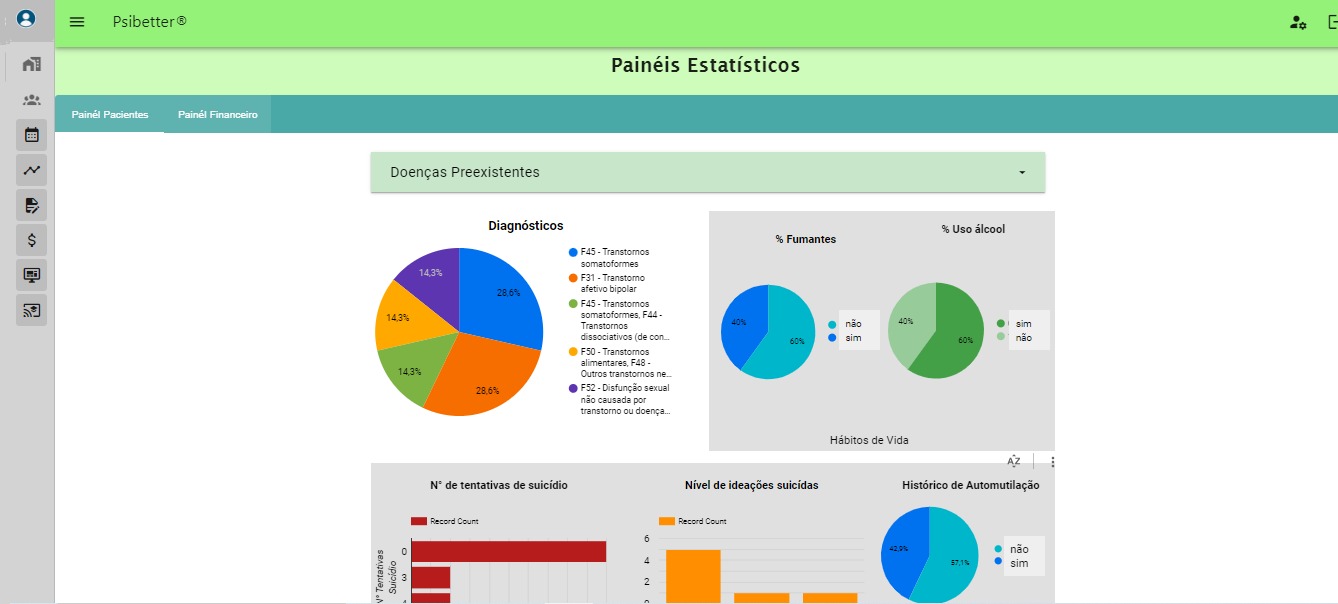 Psibetter®
Painéis Estatísticos
Painél Pacientes
Painél Financeiro
Doenças Preexistentes
Diagnósticos
14,3%
28,6%
14,3%
14,3%
28,6%
F45 - Transtornos
somatoformes
F31 - Transtorno
afetivo bipolar
F45 - Transtornos
somatoformes, F44 -
Transtornos
dissociativos (de con...
F50 - Transtornos
alimentares, F48 -
Outros transtornos ne...
F52 - Disfunção sexual
não causada por
transtorno ou doença...
% Fumantes
40%
60%
não
sim
% Uso álcool
40%
60%
sim
não
Hábitos de Vida
AZ
N° de tentativas de suicídio
Record Count
N° Tentativas
Suicídio
0
3
Nível de ideações suicídas
Record Count
6
4
2
0
Histórico de Automutilação
42,9%
57,1%
não
sim